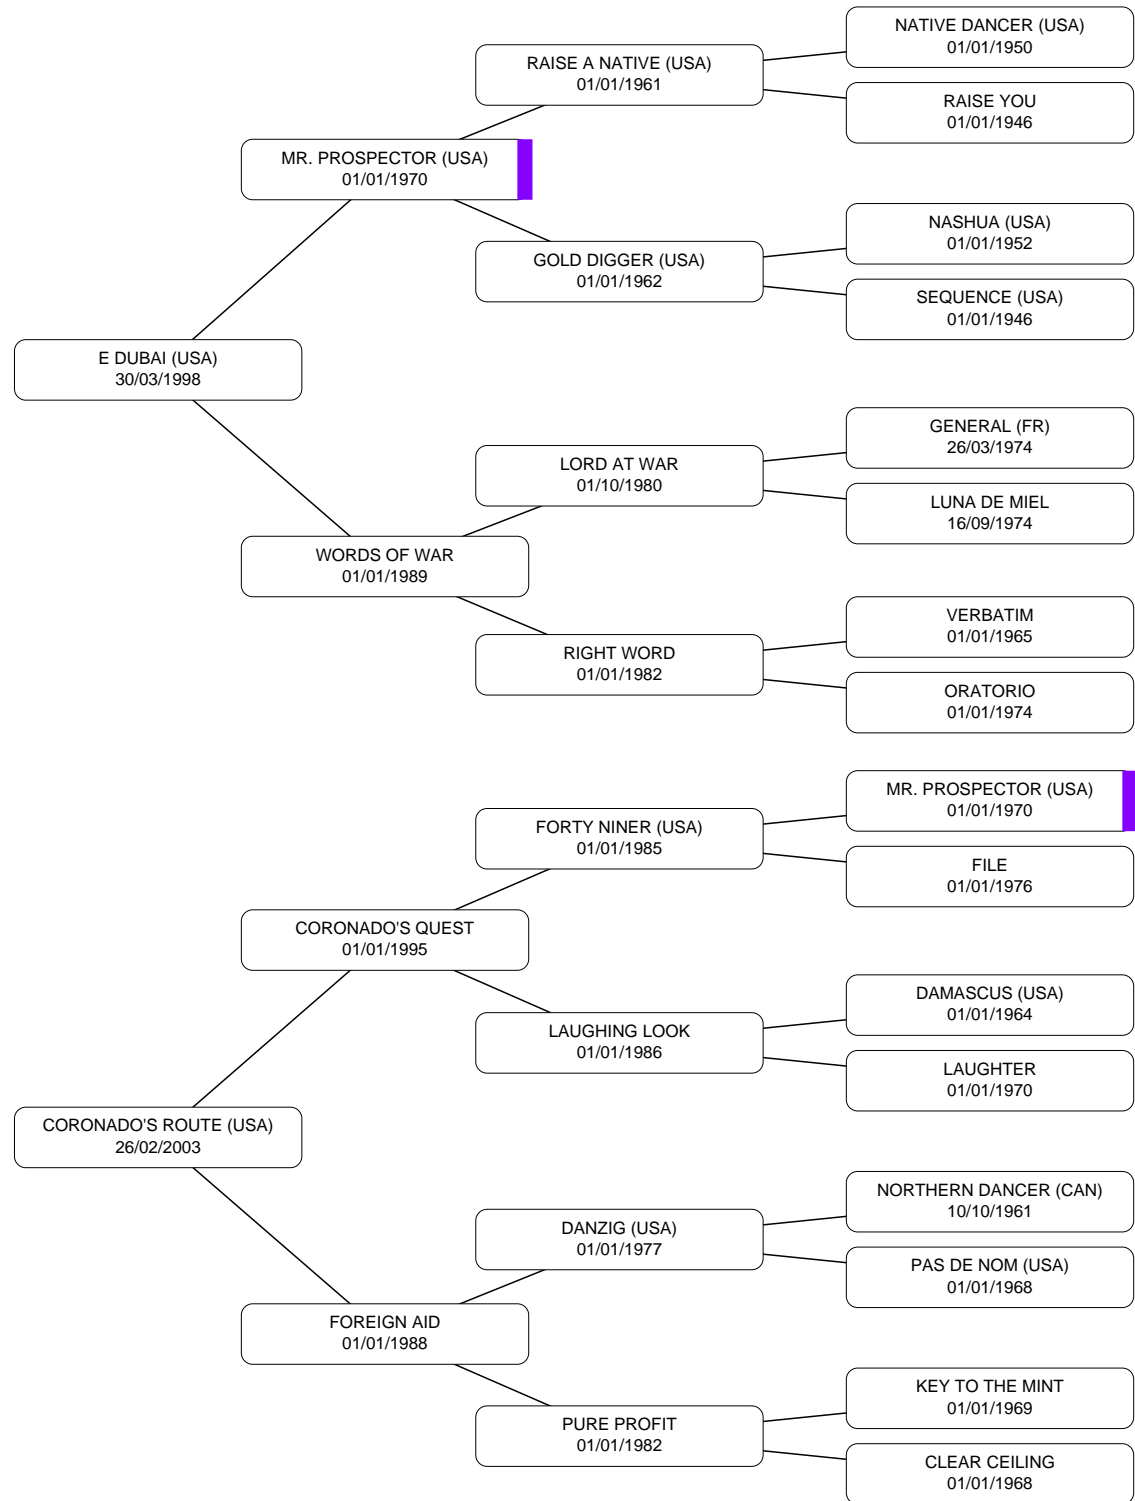 NATIVE DANCER (USA)
01/01/1950
RAISE A NATIVE (USA)
01/01/1961
RAISE YOU
01/01/1946
MR. PROSPECTOR (USA)
01/01/1970
NASHUA (USA)
01/01/1952
GOLD DIGGER (USA)
01/01/1962
SEQUENCE (USA)
01/01/1946
E DUBAI (USA)
30/03/1998
GENERAL (FR)
26/03/1974
LORD AT WAR
01/10/1980
LUNA DE MIEL
16/09/1974
WORDS OF WAR
01/01/1989
VERBATIM
01/01/1965
RIGHT WORD
01/01/1982
ORATORIO
01/01/1974
MR. PROSPECTOR (USA)
01/01/1970
FORTY NINER (USA)
01/01/1985
FILE
01/01/1976
CORONADO'S QUEST
01/01/1995
DAMASCUS (USA)
01/01/1964
LAUGHING LOOK
01/01/1986
LAUGHTER
01/01/1970
CORONADO'S ROUTE (USA)
26/02/2003
NORTHERN DANCER (CAN)
10/10/1961
DANZIG (USA)
01/01/1977
PAS DE NOM (USA)
01/01/1968
FOREIGN AID
01/01/1988
KEY TO THE MINT
01/01/1969
PURE PROFIT
01/01/1982
CLEAR CEILING
01/01/1968